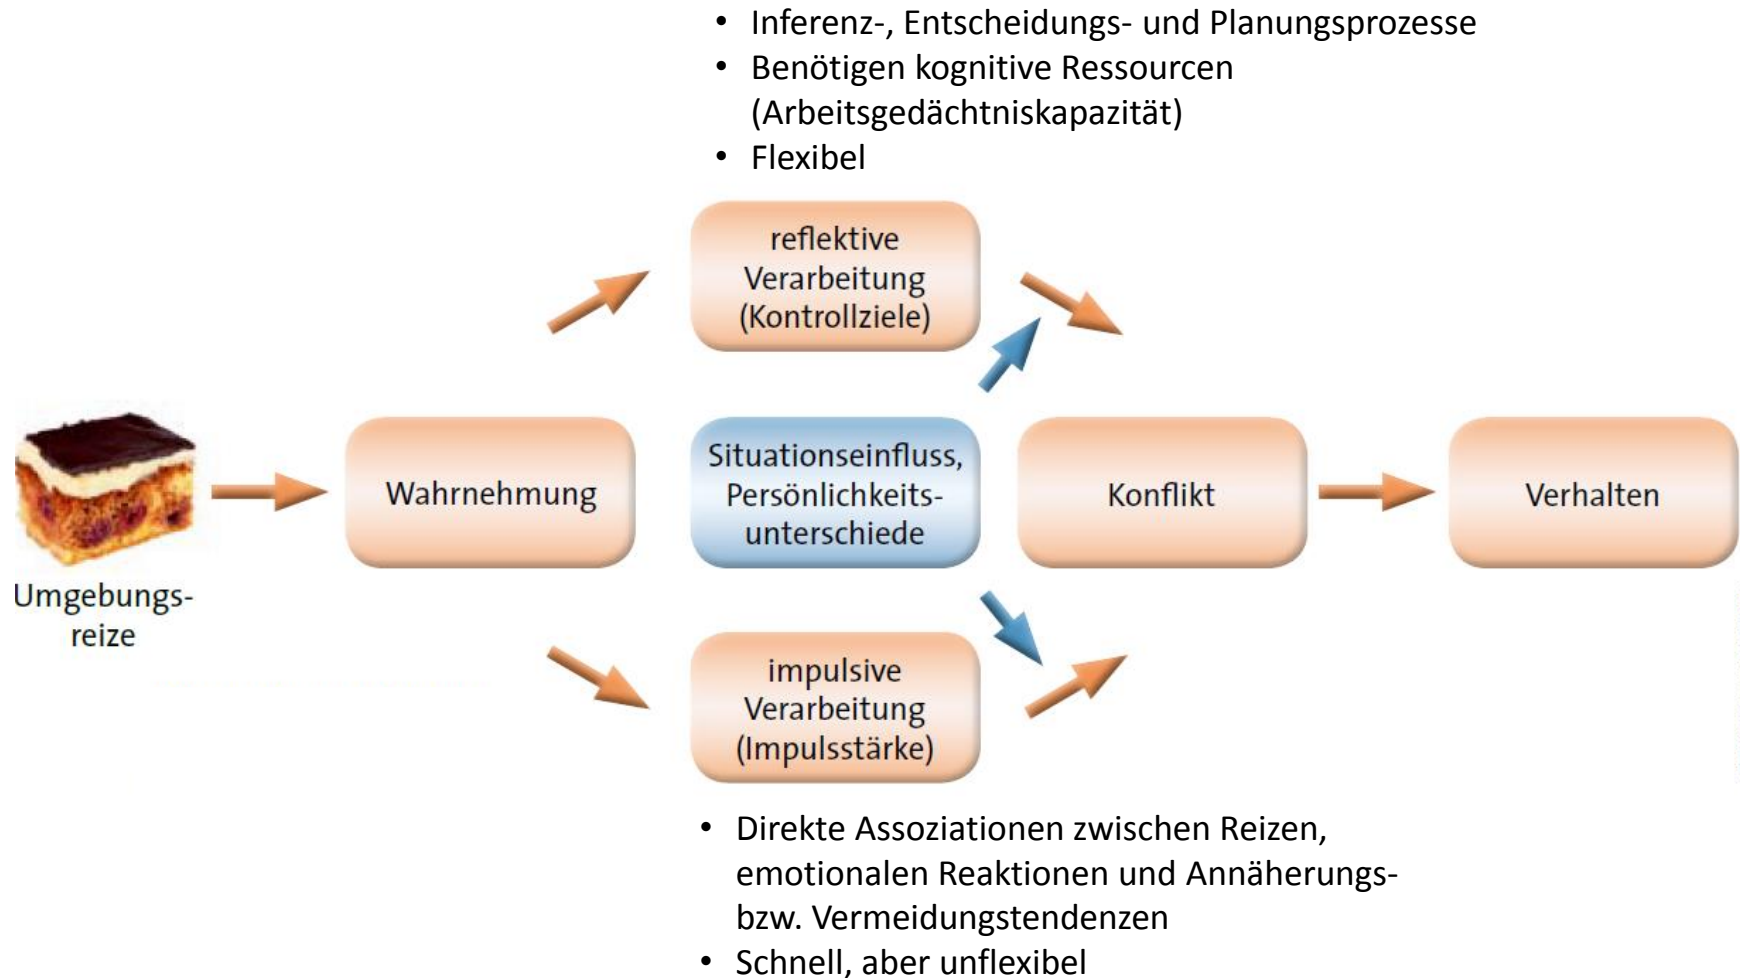 • Inferenz-, Entscheidungs- und Planungsprozesse
• Benötigen kognitive Ressourcen
(Arbeitsgedächtniskapazität)
• Flexibel
reflektive
Verarbeitung
(Kontrollziele)
Umgebungs-
reize
Wahrnehmung
Situationseinfluss,
Persönlichkeits-
unterschiede
Konflikt
Verhalten
impulsive
Verarbeitung
(Impulsstärke)
• Direkte Assoziationen zwischen Reizen,
emotionalen Reaktionen und Annäherungs-
bzw. Vermeidungstendenzen
• Schnell, aber unflexibel